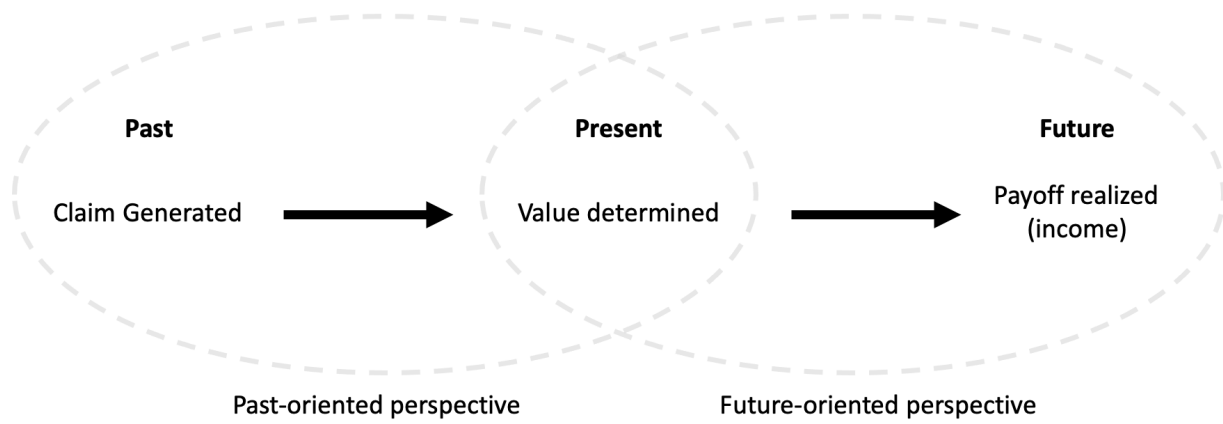 Past
Present
Future
Claim Generated
Value determined
Payoff realized
(income)
Past-oriented perspective
Future-oriented perspective